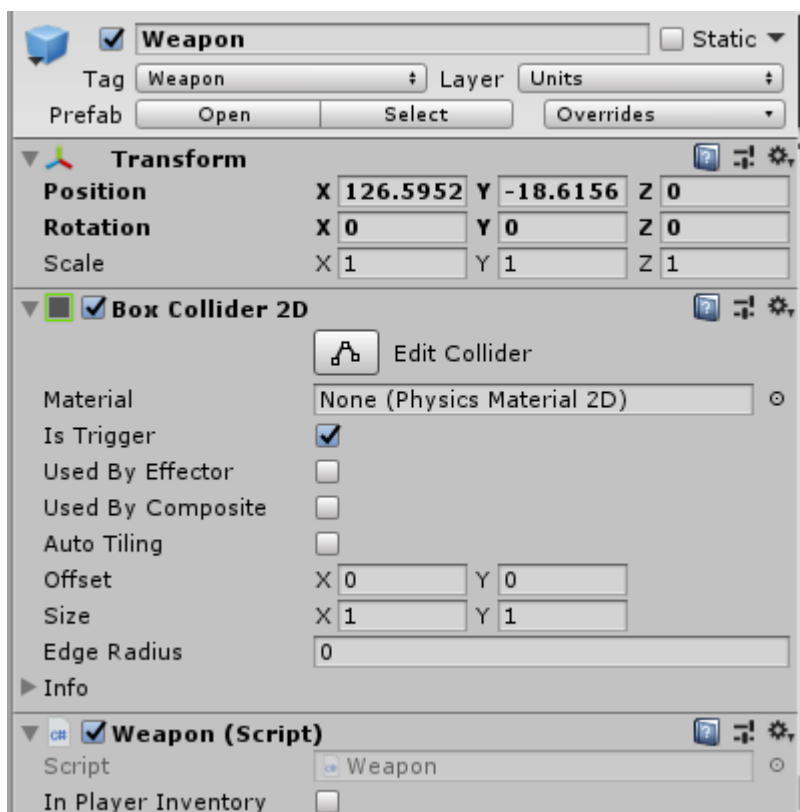 Weapon Static
Tag Weapon Layer Units
Prefab Open Select Overrides
Transform
Position X 126.5952 Y -18.6156 Z 0
Rotation X 0 Y 0 Z 0
Scale X 1 Y 1 Z 1
Box Collider 2D
Edit Collider
Material None (Physics Material 2D)
Is Trigger
Used By Effector
Used By Composite
Auto Tiling
Offset X 0 Y 0
Size X 1 Y 1
Edge Radius 0
Info
c# Weapon (Script)
Script Weapon
In Player Inventory